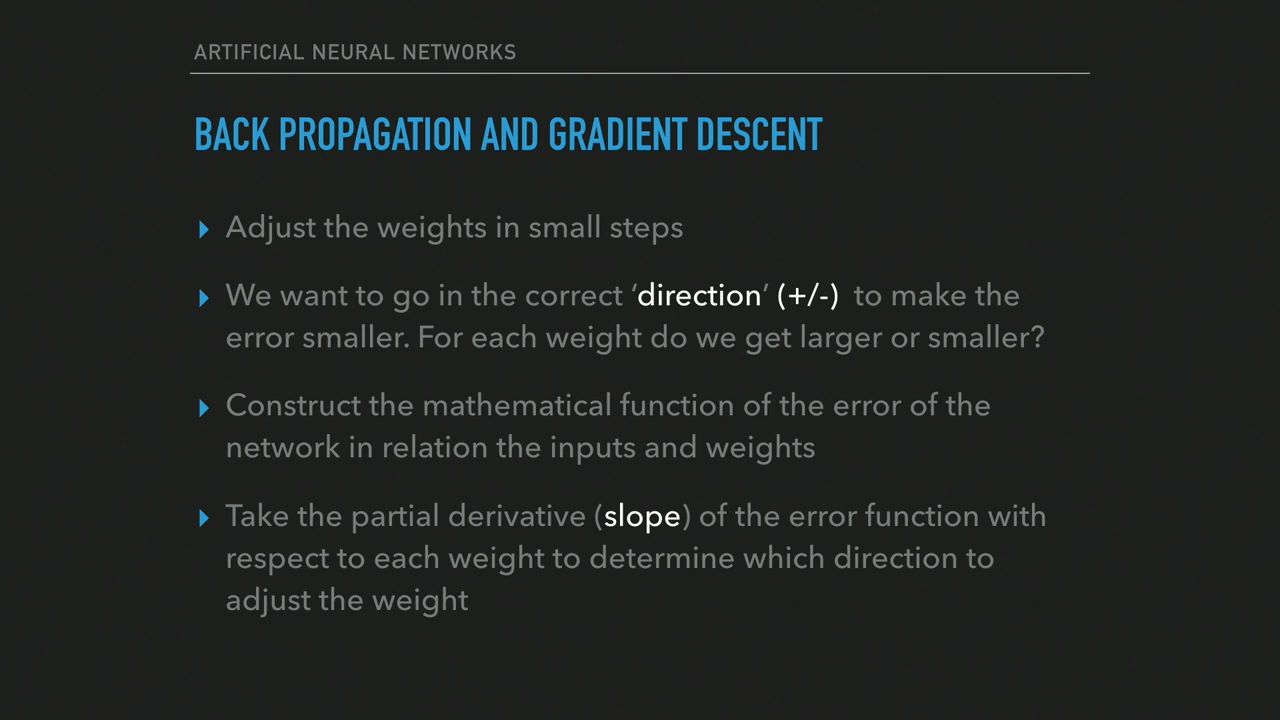 ARTIFICIAL NEURAL NETWORKS
BACK PROPAGATION AND GRADIENT DESCENT
Adjust the weights in small steps
We want to go in the correct ‘direction’ (+/-) to make the
error smaller. For each weight do we get larger or smaller?
Construct the mathematical function of the error of the
network in relation the inputs and weights
Take the partial derivative (slope) of the error function with
respect to each weight to determine which direction to
adjust the weight